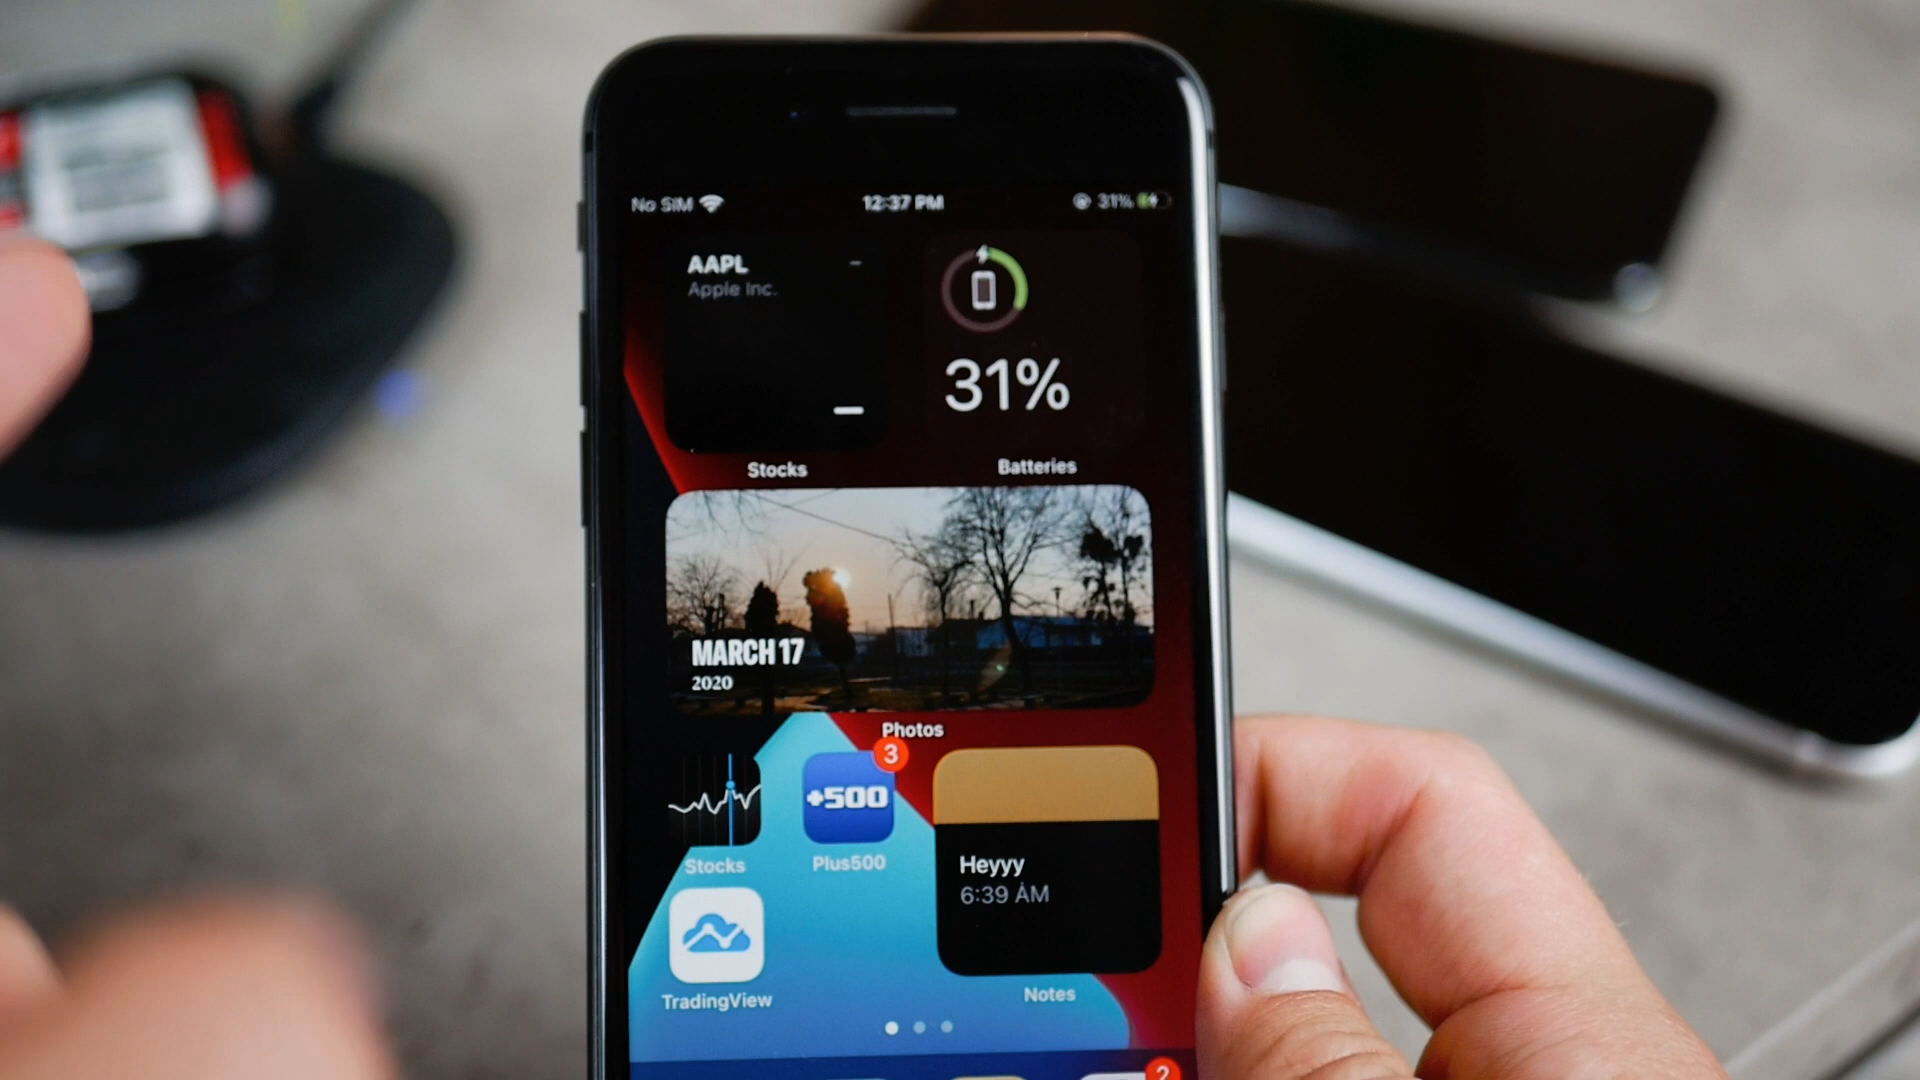 No SIM 12:37 PM 31%
AAPL –
Apple Inc.
–
31%
Stocks Batteries
MARCH 17
2020
Photos
3
+500
Stocks Plus500
Heyyy
6:39 AM
TradingView Notes
2